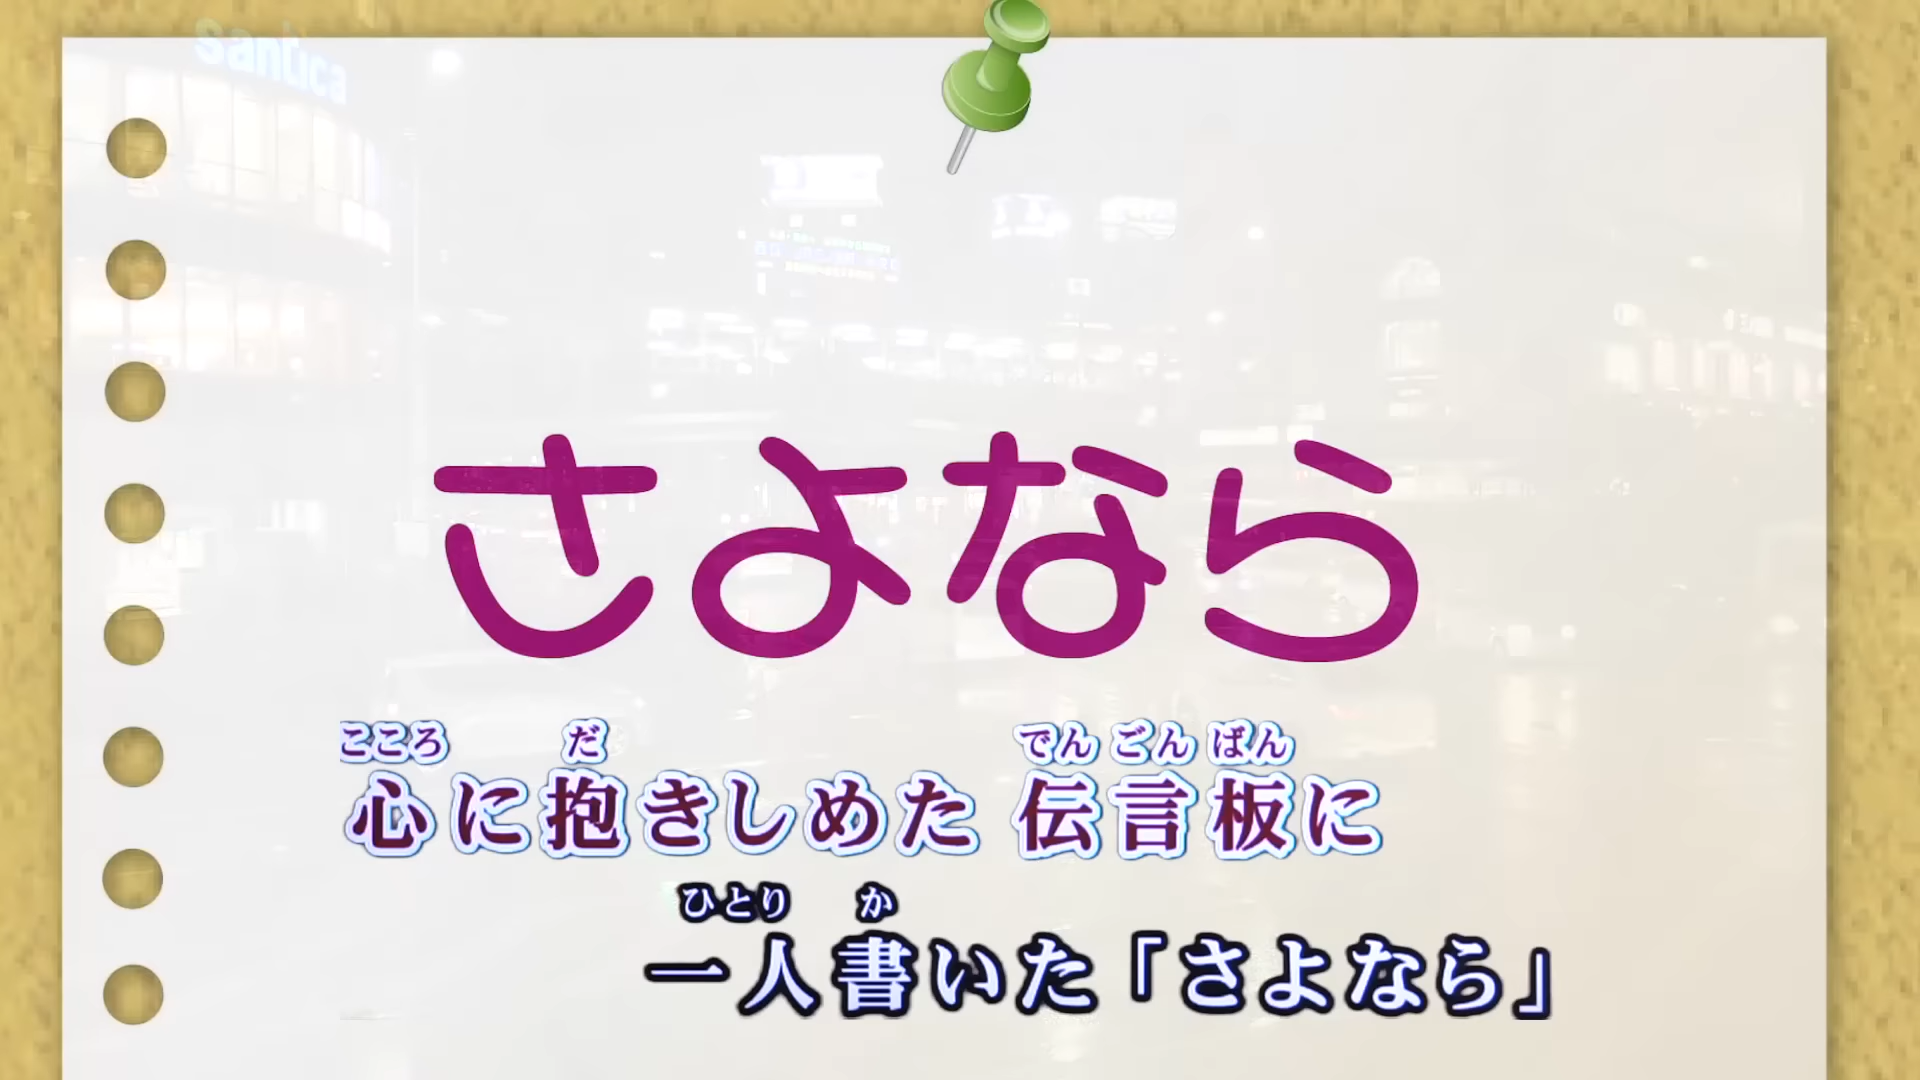 santica
さよなら
こころ だ でん ごん ばん
心に抱きしめた 伝言板に
ひとり か
一人書いた「さよなら」